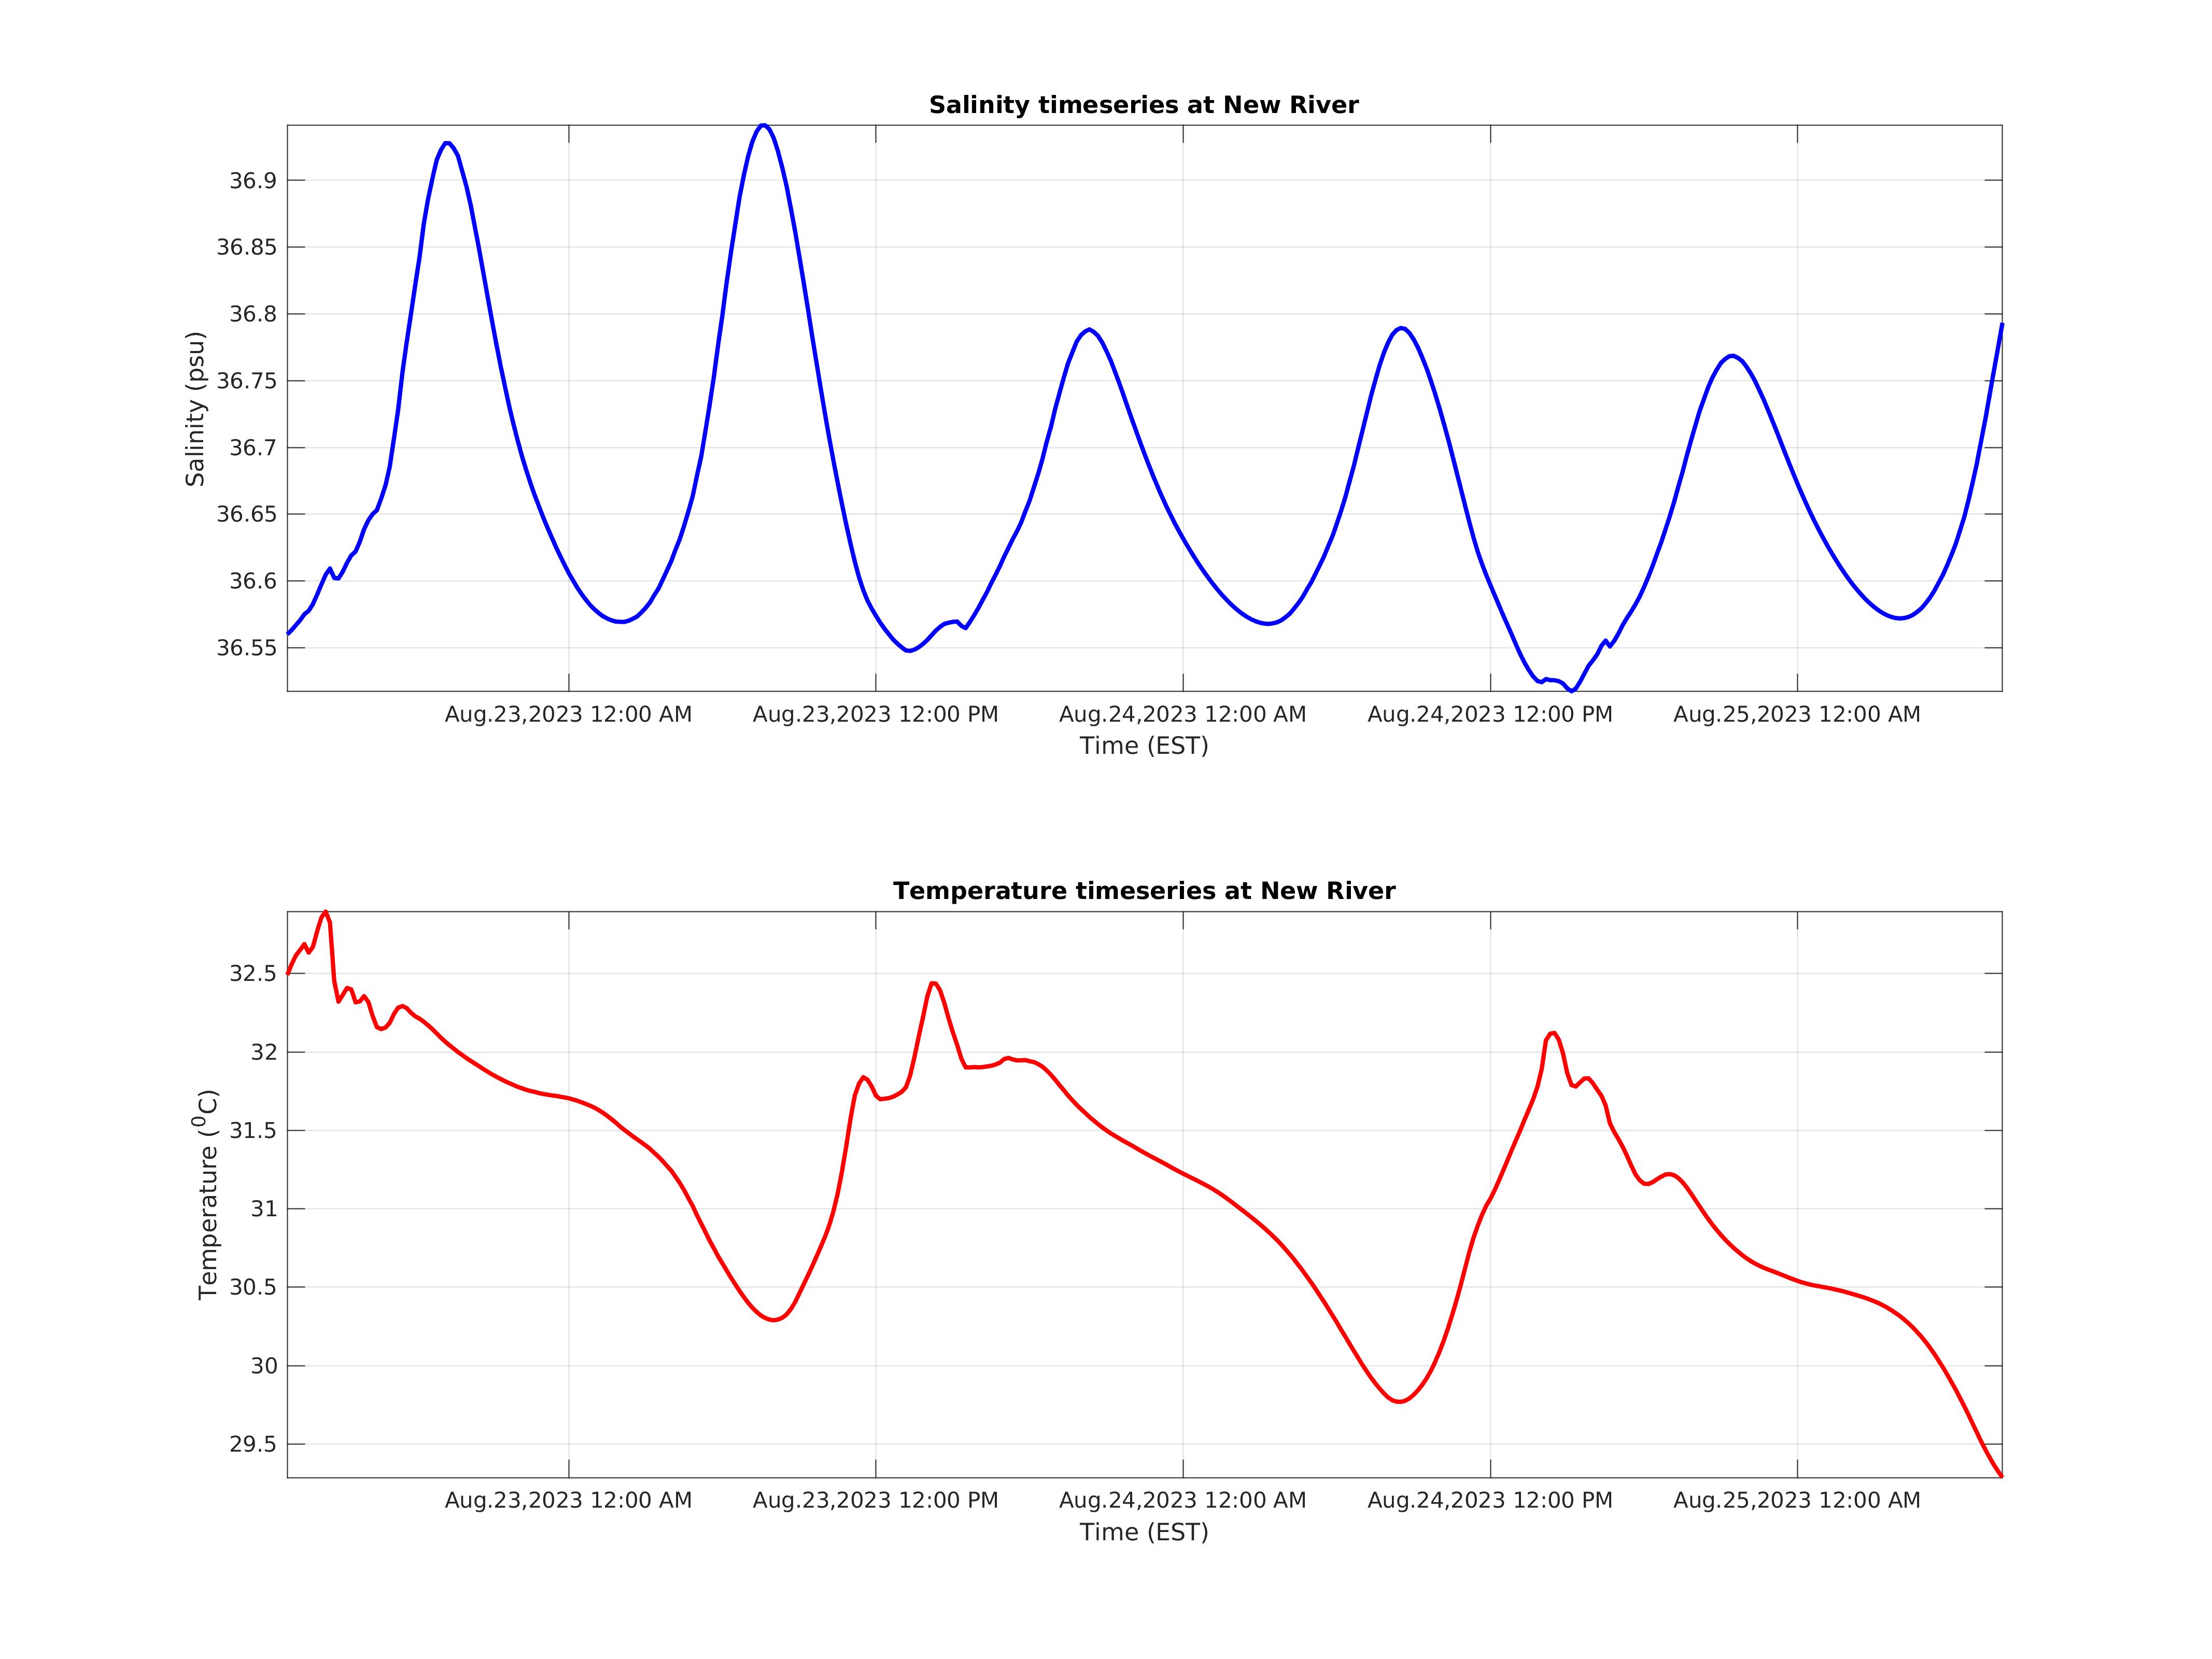 Salinity timeseries at New River
Salinity (psu)
36.9
36.85
36.8
36.75
36.7
36.65
36.6
36.55
Aug.23,2023 12:00 AM
Aug.23,2023 12:00 PM
Aug.24,2023 12:00 AM
Aug.24,2023 12:00 PM
Aug.25,2023 12:00 AM
Time (EST)
Temperature timeseries at New River
Temperature (⁰C)
32.5
32
31.5
31
30.5
30
29.5
Aug.23,2023 12:00 AM
Aug.23,2023 12:00 PM
Aug.24,2023 12:00 AM
Aug.24,2023 12:00 PM
Aug.25,2023 12:00 AM
Time (EST)